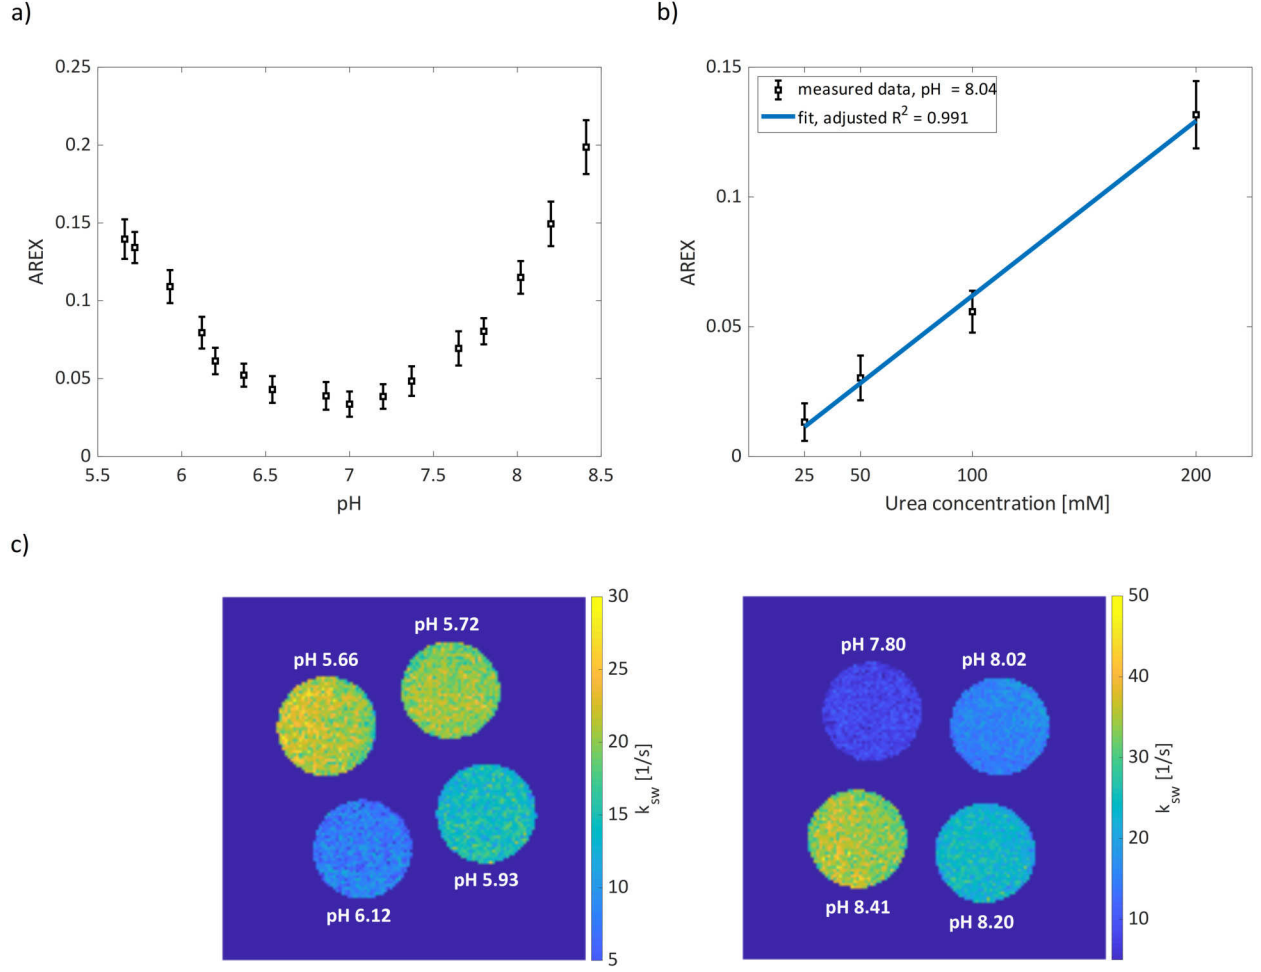 a)
0.25
0.2
0.15
0.1
0.05
0
AREX
5.5 6 6.5 7 7.5 8 8.5
pH
b)
0.15
0.1
0.05
0
AREX
measured data, pH = 8.04
fit, adjusted R² = 0.991
25 50 100 200
Urea concentration [mM]
c)
pH 5.66
pH 5.72
pH 5.93
pH 6.12
30
25
20
15
10
5
k_sw [1/s]
pH 7.80
pH 8.02
pH 8.41
pH 8.20
50
40
30
20
10
k_sw [1/s]